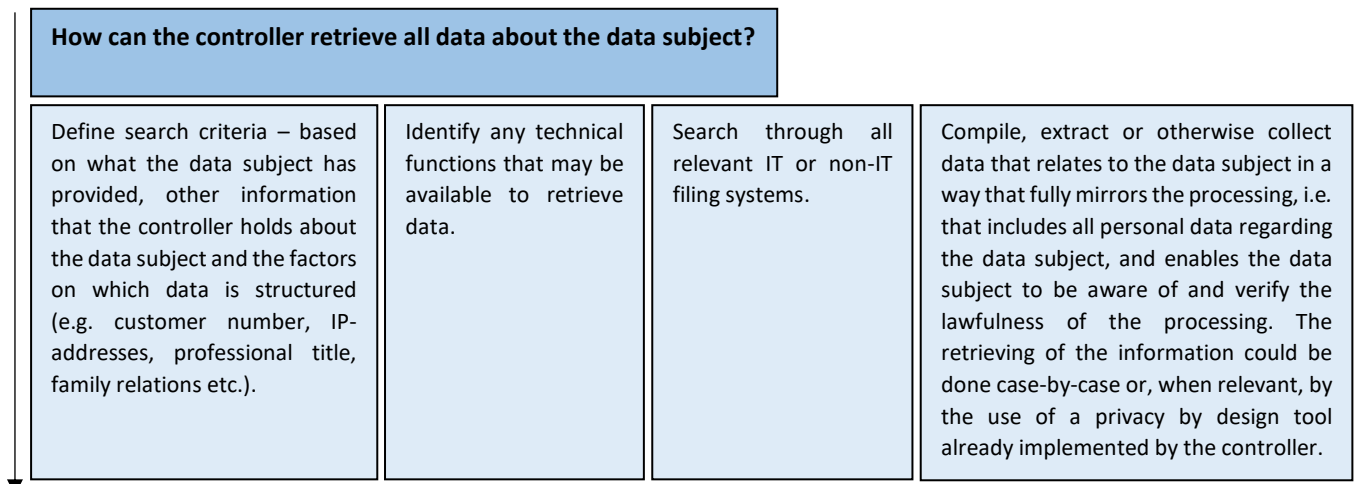 How can the controller retrieve all data about the data subject?
Define search criteria – based
on what the data subject has
provided, other information
that the controller holds about
the data subject and the factors
on which data is structured
(e.g. customer number, IP-
addresses, professional title,
family relations etc.).
Identify any technical
functions that may be
available to retrieve
data.
Search through all
relevant IT or non-IT
filing systems.
Compile, extract or otherwise collect
data that relates to the data subject in a
way that fully mirrors the processing, i.e.
that includes all personal data regarding
the data subject, and enables the data
subject to be aware of and verify the
lawfulness of the processing. The
retrieving of the information could be
done case-by-case or, when relevant, by
the use of a privacy by design tool
already implemented by the controller.